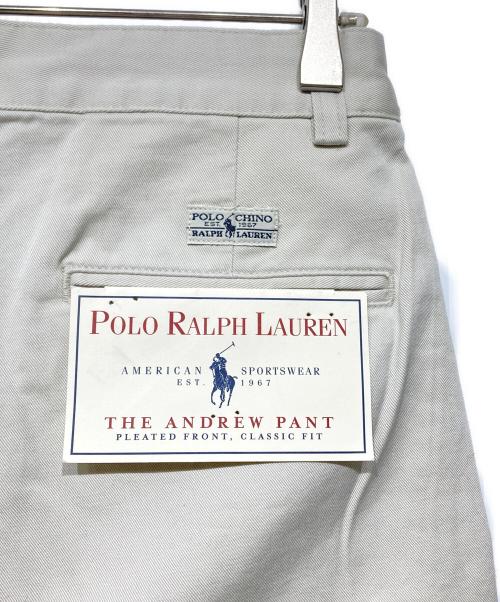 POLO CHINO
EST. 1967
RALPH LAUREN
POLO RALPH LAUREN
AMERICAN SPORTSWEAR
EST. 1967
THE ANDREW PANT
PLEATED FRONT, CLASSIC FIT